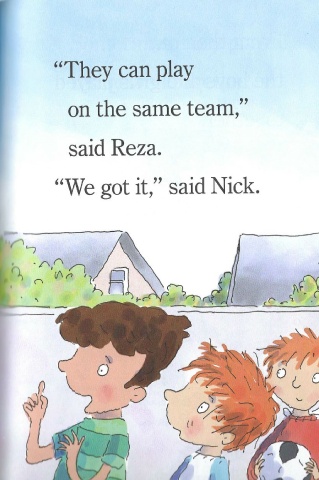 “They can play
on the same team,”
said Reza.
“We got it,” said Nick.